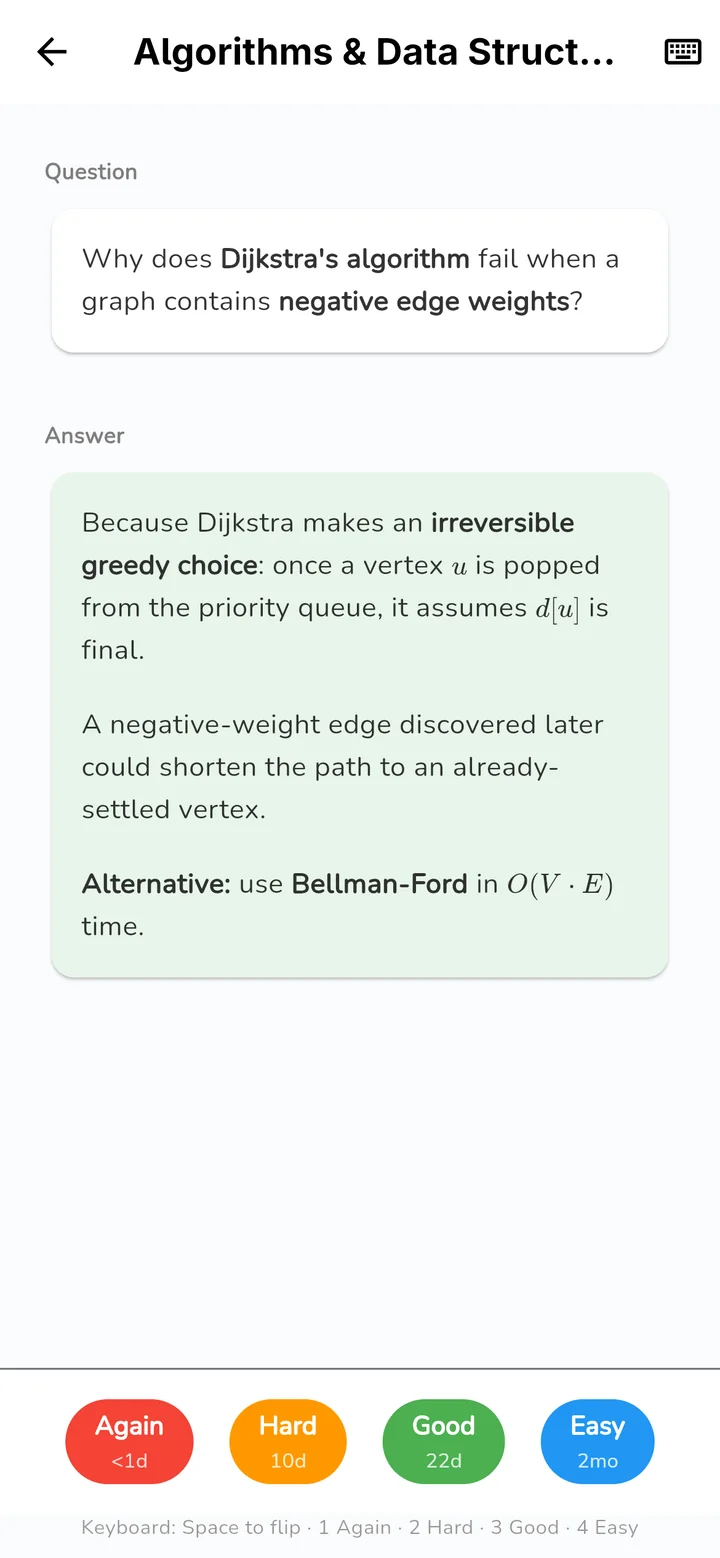 Algorithms & Data Struct...
Question
Why does Dijkstra's algorithm fail when a
graph contains negative edge weights?
Answer
Because Dijkstra makes an irreversible
greedy choice: once a vertex u is popped
from the priority queue, it assumes d[u] is
final.
A negative-weight edge discovered later
could shorten the path to an already-
settled vertex.
Alternative: use Bellman-Ford in O(V · E)
time.
Again Hard Good Easy
<1d 10d 22d 2mo
Keyboard: Space to flip · 1 Again · 2 Hard · 3 Good · 4 Easy